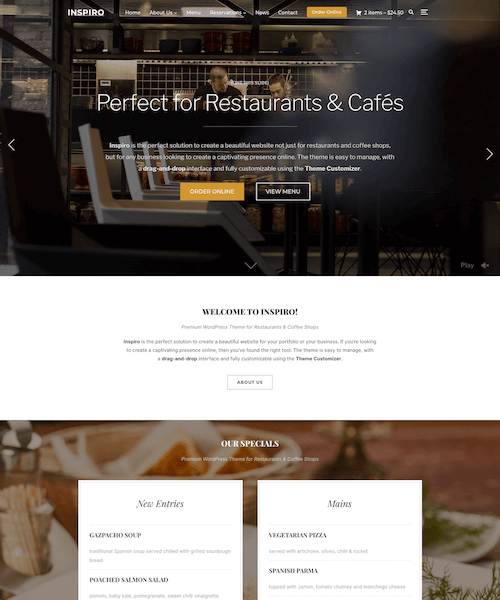 INSPIRO
Home About Us Menu Reservations News Contact Order Online 2 items – $24.50
Perfect for Restaurants & Cafés
Inspiro is the perfect solution to create a beautiful website not just for restaurants and coffee shops,
but for any business looking to create a captivating presence online. The theme is easy to manage, with
a drag-and-drop interface and fully customizable using the Theme Customizer.
ORDER ONLINE VIEW MENU
Play
WELCOME TO INSPIRO!
Premium WordPress Theme for Restaurants & Coffee Shops
Inspiro is the perfect solution to create a beautiful website for your portfolio or your business. If you're looking
to create a captivating presence online, then you've found the right tool. The theme is easy to manage, with
a drag-and-drop interface and fully customizable using the Theme Customizer.
ABOUT US
OUR SPECIALS
Premium WordPress Theme for Restaurants & Coffee Shops
New Entries
GAZPACHO SOUP
traditional Spanish soup served chilled with grilled sourdough
bread
POACHED SALMON SALAD
pomelo, baby kale, pomegranate, sweet chili vinaigrette
Mains
VEGETARIAN PIZZA
served with artichoke, olives, chili & rocket
SPANISH PARMA
topped with jamon, tomato chutney and manchego cheese